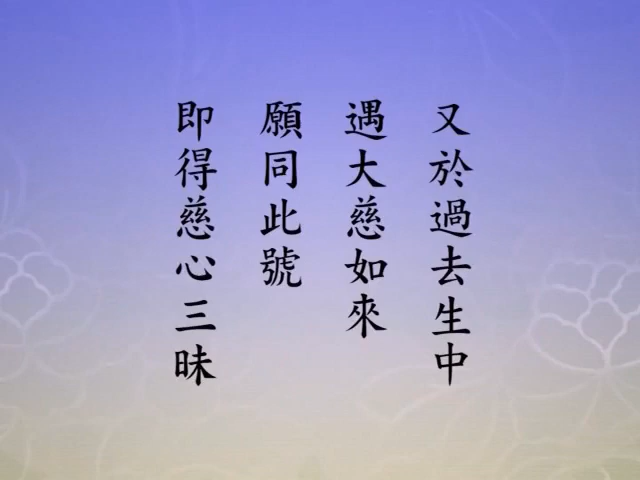 又於過去生中
遇大慈如來
願同此號
即得慈心三昧